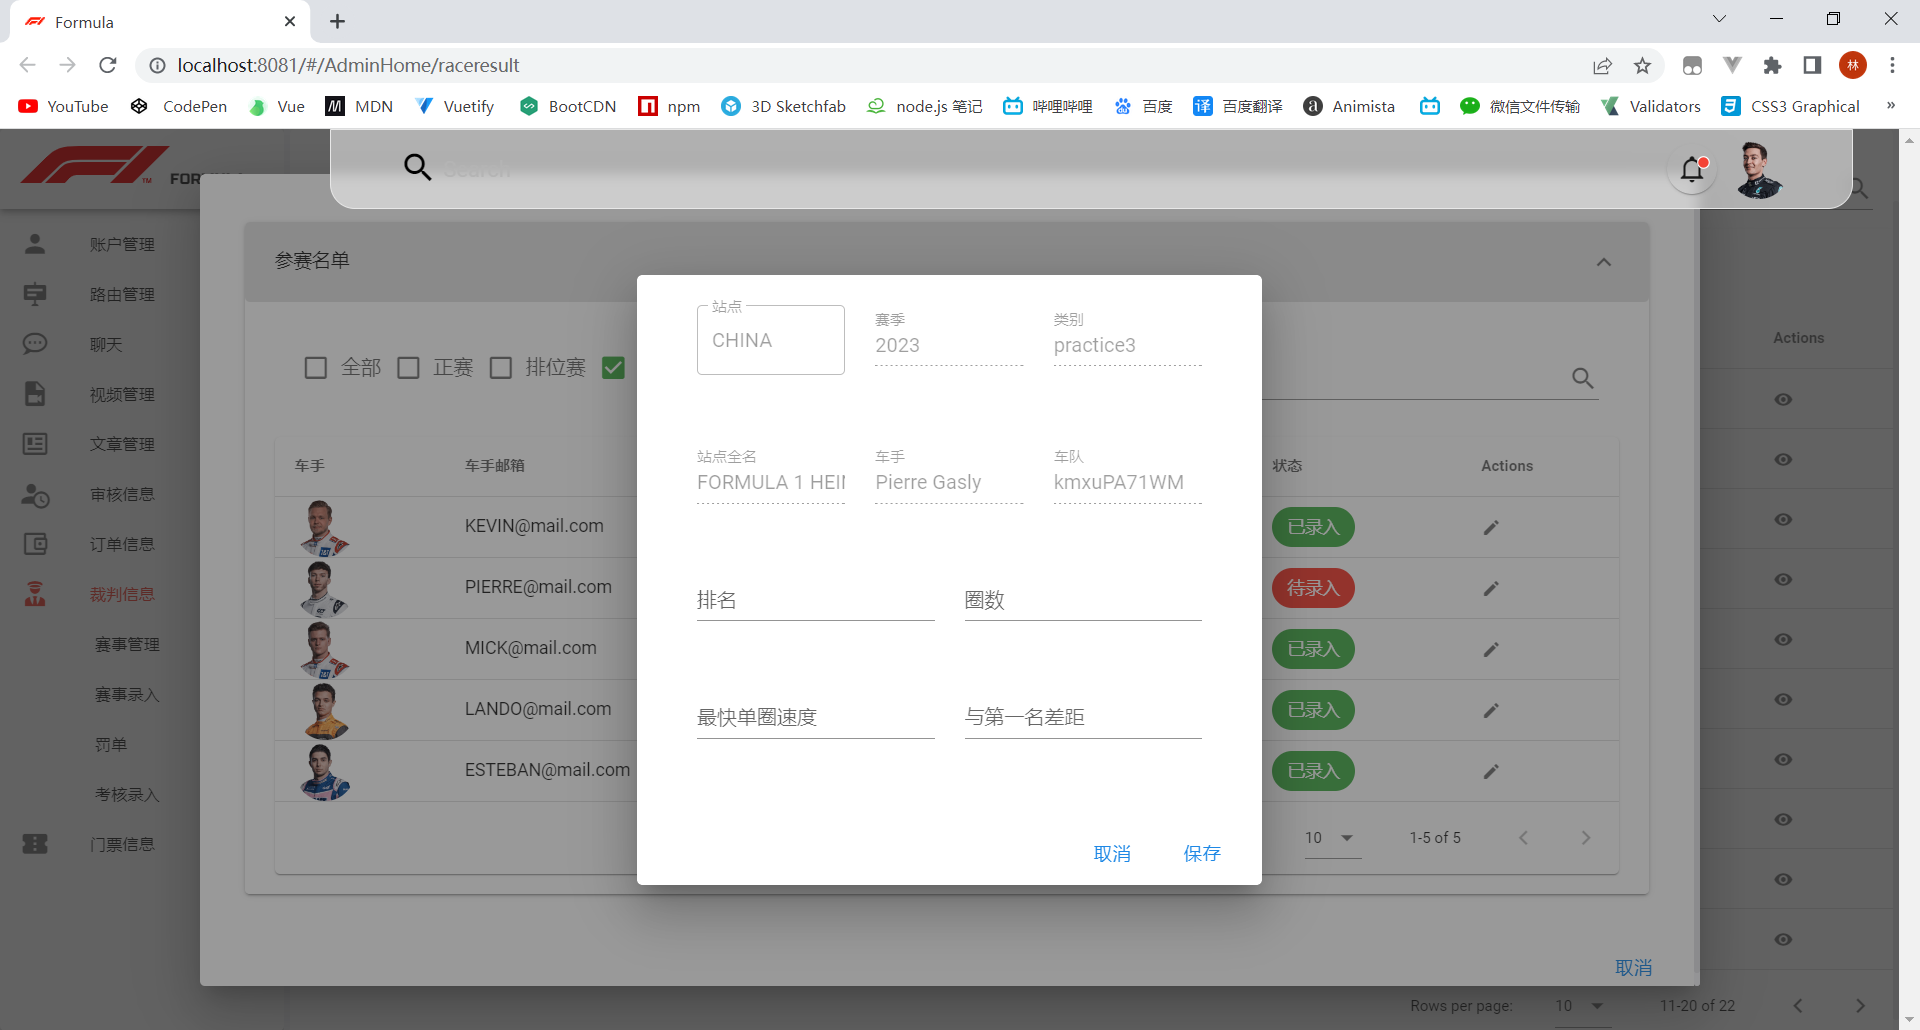 Formula
localhost:8081/#/AdminHome/raceresult
林
YouTube CodePen Vue MDN Vuetify BootCDN npm 3D Sketchfab node.js 笔记 哔哩哔哩 百度 译 百度翻译 Animista 微信文件传输 Validators CSS3 Graphical »
Search
账户管理
路由管理
聊天
视频管理
文章管理
审核信息
订单信息
裁判信息
赛事管理
赛事录入
罚单
考核录入
门票信息
参赛名单
全部 正赛 排位赛
车手 车手邮箱 状态 Actions
KEVIN@mail.com 已录入
PIERRE@mail.com 待录入
MICK@mail.com 已录入
LANDO@mail.com 已录入
ESTEBAN@mail.com 已录入
10 1-5 of 5
取消
站点 赛季 类别
CHINA 2023 practice3
站点全名 车手 车队
FORMULA 1 HEI Pierre Gasly kmxuPA71WM
排名 圈数
最快单圈速度 与第一名差距
取消 保存
Actions
Rows per page: 10 11-20 of 22